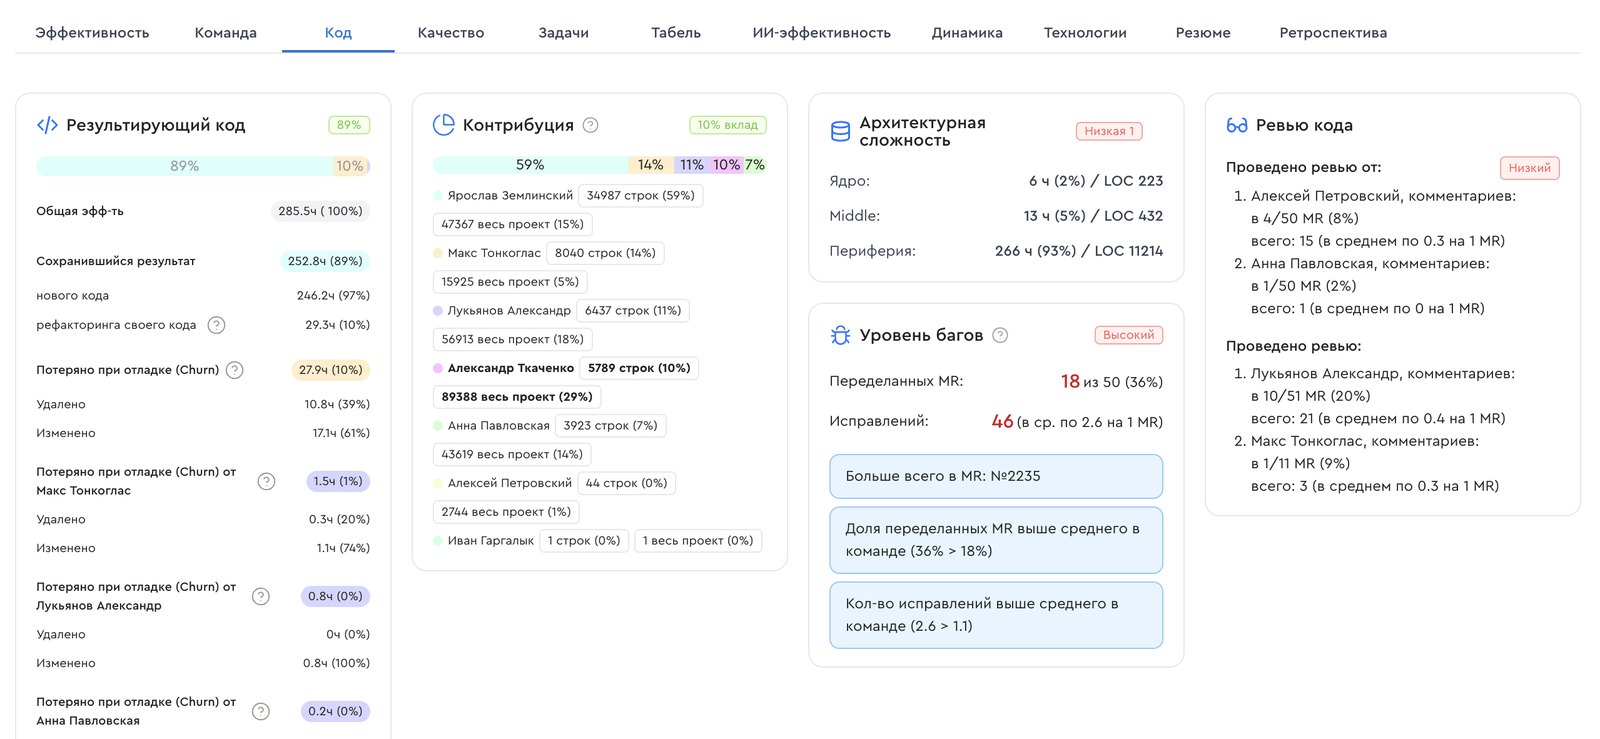 Эффективность
Команда
Код
Качество
Задачи
Табель
ИИ-эффективность
Динамика
Технологии
Резюме
Ретроспектива
Результирующий код
89%
89%
10%
Общая эфф-ть
285.5ч ( 100%)
Сохранившийся результат
252.8ч (89%)
нового кода
246.2ч (97%)
рефакторинга своего кода ?
29.3ч (10%)
Потеряно при отладке (Churn) ?
27.9ч (10%)
Удалено
10.8ч (39%)
Изменено
17.1ч (61%)
Потеряно при отладке (Churn) от
Макс Тонкоглас
?
1.5ч (1%)
Удалено
0.3ч (20%)
Изменено
1.1ч (74%)
Потеряно при отладке (Churn) от
Лукьянов Александр
?
0.8ч (0%)
Удалено
0ч (0%)
Изменено
0.8ч (100%)
Потеряно при отладке (Churn) от
Анна Павловская
?
0.2ч (0%)
Контрибуция ?
10% вклад
59%
14%
11%
10%
7%
Ярослав Землинский 34987 строк (59%)
47367 весь проект (15%)
Макс Тонкоглас 8040 строк (14%)
15925 весь проект (5%)
Лукьянов Александр 6437 строк (11%)
56913 весь проект (18%)
Александр Ткаченко 5789 строк (10%)
89388 весь проект (29%)
Анна Павловская 3923 строк (7%)
43619 весь проект (14%)
Алексей Петровский 44 строк (0%)
2744 весь проект (1%)
Иван Гаргалык 1 строк (0%) 1 весь проект (0%)
Архитектурная
сложность
Низкая 1
Ядро:
6 ч (2%) / LOC 223
Middle:
13 ч (5%) / LOC 432
Периферия:
266 ч (93%) / LOC 11214
Уровень багов ?
Высокий
Переделанных MR:
18 из 50 (36%)
Исправлений:
46 (в ср. по 2.6 на 1 MR)
Больше всего в MR: №2235
Доля переделанных MR выше среднего в
команде (36% > 18%)
Кол-во исправлений выше среднего в
команде (2.6 > 1.1)
Ревью кода
Проведено ревью от:
Низкий
1. Алексей Петровский, комментариев:
в 4/50 MR (8%)
всего: 15 (в среднем по 0.3 на 1 MR)
2. Анна Павловская, комментариев:
в 1/50 MR (2%)
всего: 1 (в среднем по 0 на 1 MR)
Проведено ревью:
1. Лукьянов Александр, комментариев:
в 10/51 MR (20%)
всего: 21 (в среднем по 0.4 на 1 MR)
2. Макс Тонкоглас, комментариев:
в 1/11 MR (9%)
всего: 3 (в среднем по 0.3 на 1 MR)